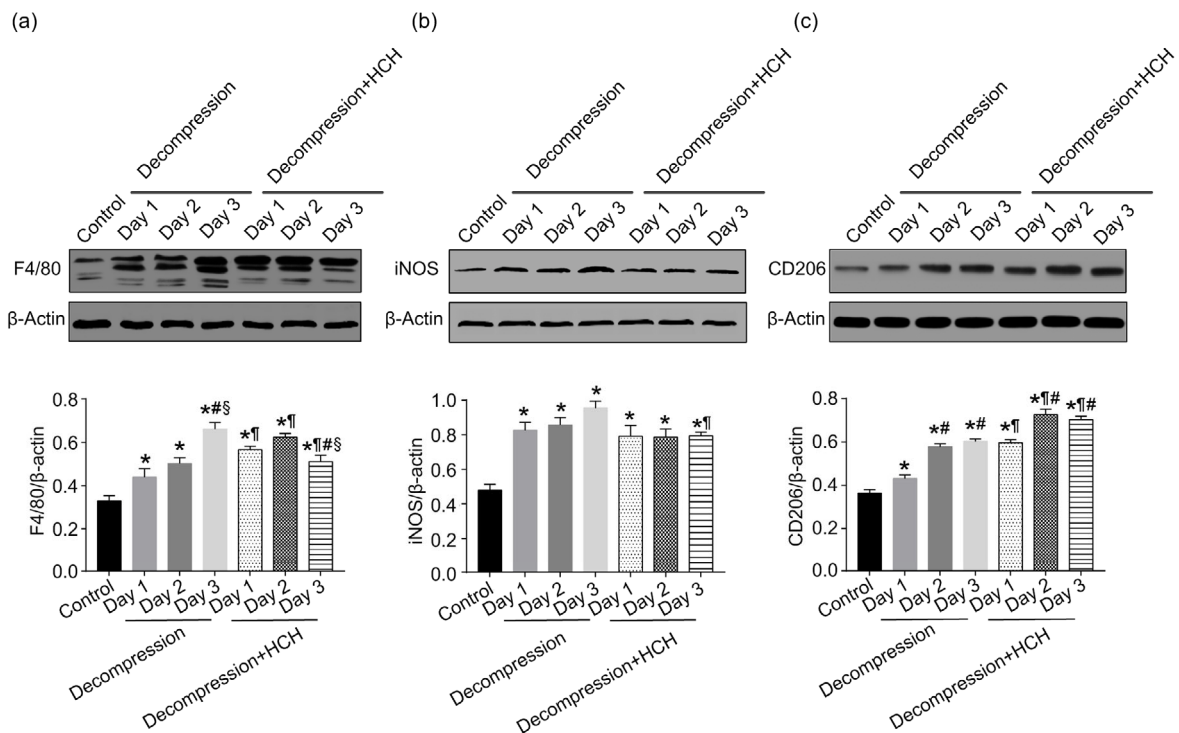 (a)
Decompression
Decompression+HCH
Control
Day 1
Day 2
Day 3
Day 1
Day 2
Day 3
F4/80
β-Actin
F4/80/β-actin
0.8
0.6
0.4
0.2
0.0
*
*
*#§
*¶
*¶
*¶#§
Control
Day 1
Day 2
Day 3
Day 1
Day 2
Day 3
Decompression
Decompression+HCH
(b)
Decompression
Decompression+HCH
Control
Day 1
Day 2
Day 3
Day 1
Day 2
Day 3
iNOS
β-Actin
iNOS/β-actin
1.0
0.8
0.6
0.4
0.2
0.0
*
*
*
*
*
*¶
Control
Day 1
Day 2
Day 3
Day 1
Day 2
Day 3
Decompression
Decompression+HCH
(c)
Decompression
Decompression+HCH
Control
Day 1
Day 2
Day 3
Day 1
Day 2
Day 3
CD206
β-Actin
CD206/β-actin
0.8
0.6
0.4
0.2
0.0
*
*#
*#
*¶
*¶#
*¶#
Control
Day 1
Day 2
Day 3
Day 1
Day 2
Day 3
Decompression
Decompression+HCH